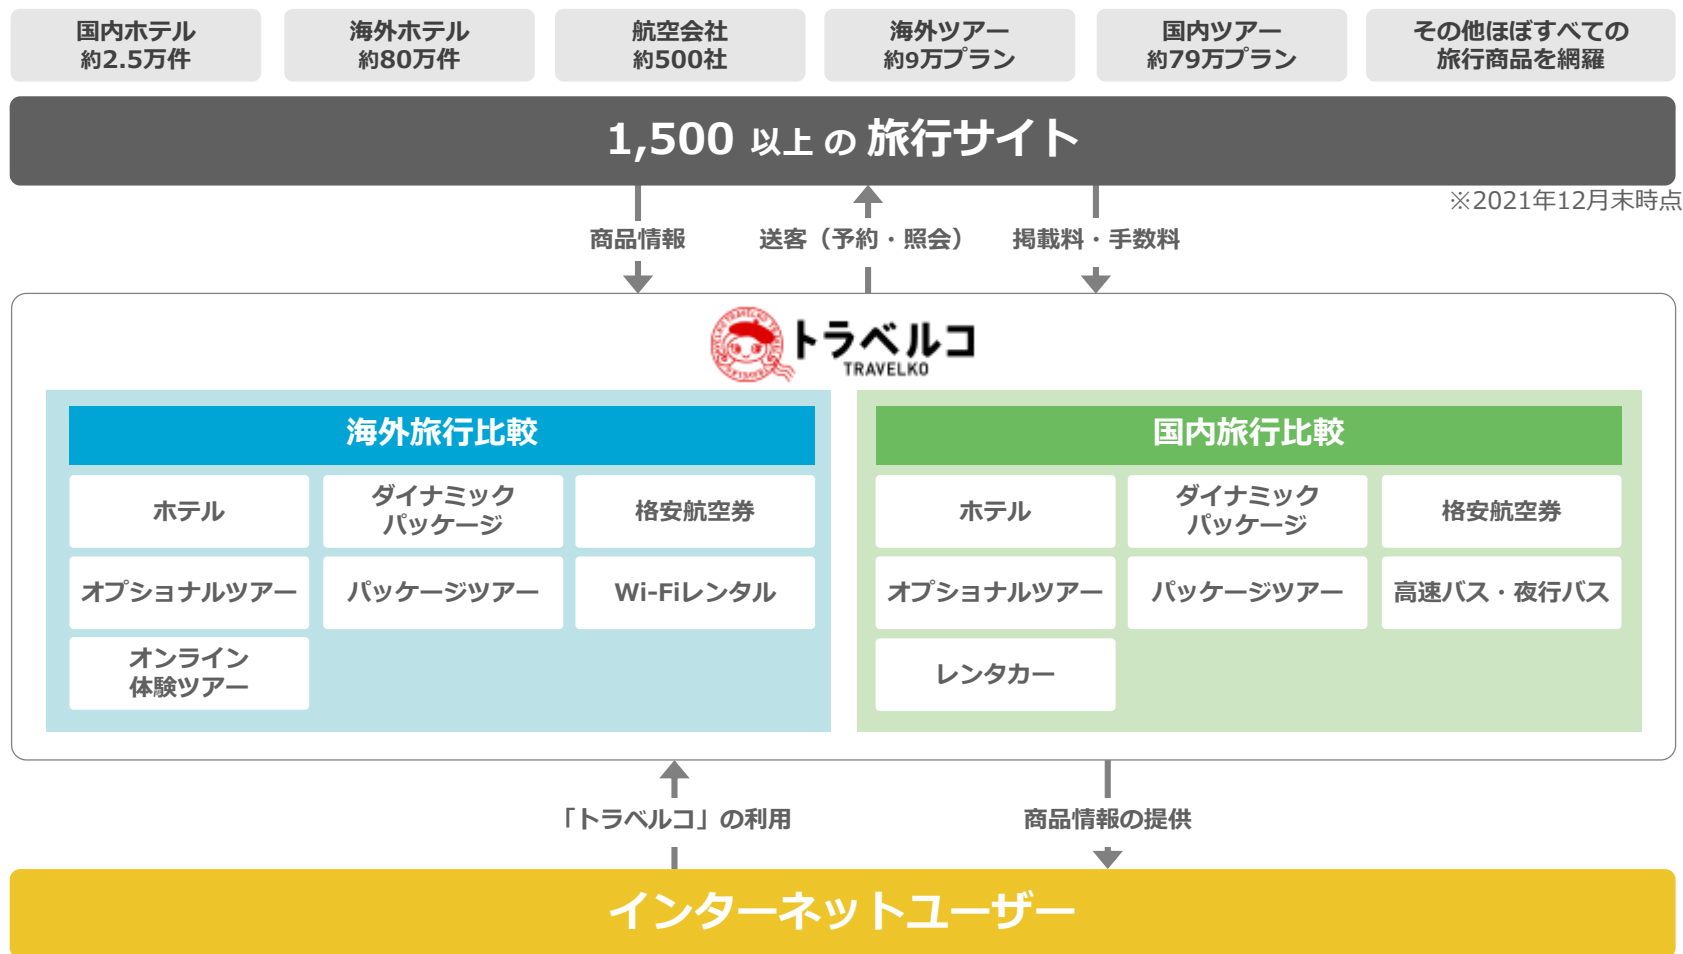 国内ホテル
約2.5万件
海外ホテル
約80万件
航空会社
約500社
海外ツアー
約9万プラン
国内ツアー
約79万プラン
その他ほぼすべての
旅行商品を網羅
1,500 以上 の 旅行サイト
※2021年12月末時点
商品情報
送客（予約・照会）
掲載料・手数料
トラベルコ
TRAVELKO
海外旅行比較
ホテル
ダイナミック
パッケージ
格安航空券
オプショナルツアー
パッケージツアー
Wi-Fiレンタル
オンライン
体験ツアー
国内旅行比較
ホテル
ダイナミック
パッケージ
格安航空券
オプショナルツアー
パッケージツアー
高速バス・夜行バス
レンタカー
「トラベルコ」の利用
商品情報の提供
インターネットユーザー